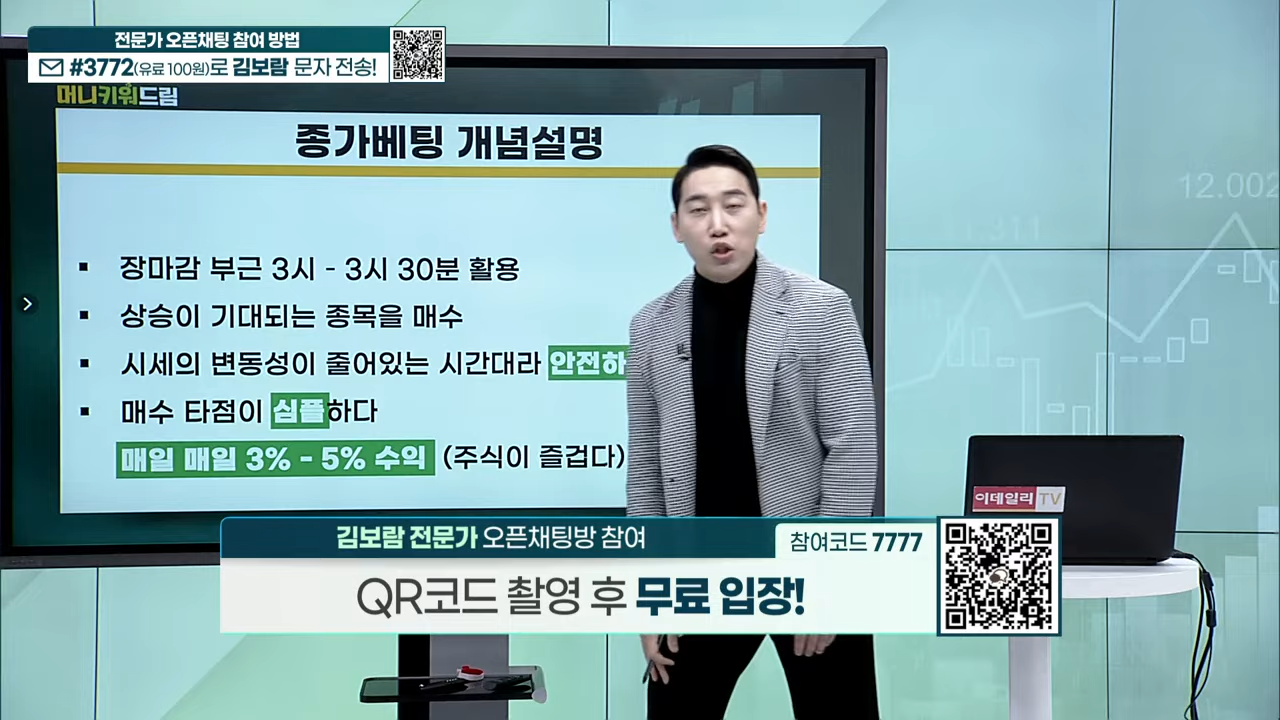 전문가 오픈채팅 참여 방법
#3772(유료 100원)로 김보람 문자 전송!
머니키워드림
종가베팅 개념설명
12.002
▪ 장마감 부근 3시 - 3시 30분 활용
▪ 상승이 기대되는 종목을 매수
▪ 시세의 변동성이 줄어있는 시간대라 안전하
▪ 매수 타점이 심플하다
매일 매일 3% - 5% 수익 (주식이 즐겁다)
이데일리 TV
김보람 전문가 오픈채팅방 참여
참여코드 7777
QR코드 촬영 후 무료 입장!